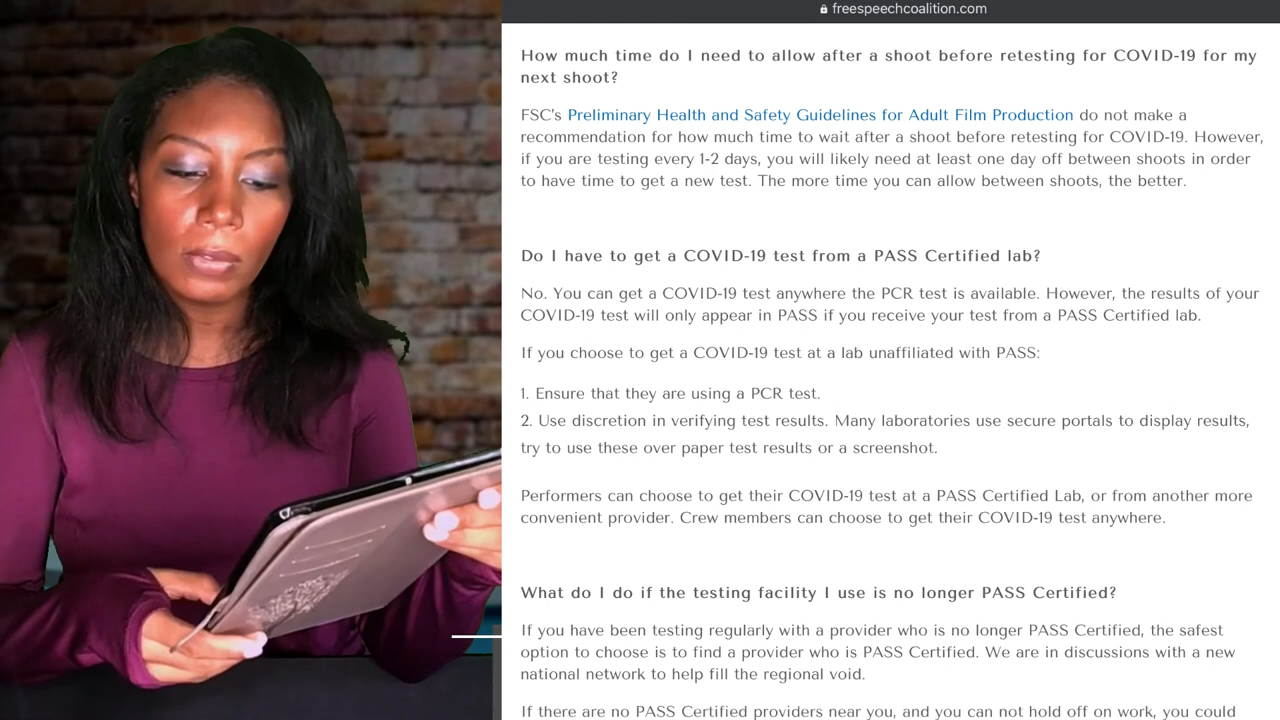 freespeechcoalition.com
How much time do I need to allow after a shoot before retesting for COVID-19 for my
next shoot?
FSC's Preliminary Health and Safety Guidelines for Adult Film Production do not make a
recommendation for how much time to wait after a shoot before retesting for COVID-19. However,
if you are testing every 1-2 days, you will likely need at least one day off between shoots in order
to have time to get a new test. The more time you can allow between shoots, the better.
Do I have to get a COVID-19 test from a PASS Certified lab?
No. You can get a COVID-19 test anywhere the PCR test is available. However, the results of your
COVID-19 test will only appear in PASS if you receive your test from a PASS Certified lab.
If you choose to get a COVID-19 test at a lab unaffiliated with PASS:
1. Ensure that they are using a PCR test.
2. Use discretion in verifying test results. Many laboratories use secure portals to display results,
try to use these over paper test results or a screenshot.
Performers can choose to get their COVID-19 test at a PASS Certified Lab, or from another more
convenient provider. Crew members can choose to get their COVID-19 test anywhere.
What do I do if the testing facility I use is no longer PASS Certified?
If you have been testing regularly with a provider who is no longer PASS Certified, the safest
option to choose is to find a provider who is PASS Certified. We are in discussions with a new
national network to help fill the regional void.
If there are no PASS Certified providers near you, and you can not hold off on work, you could